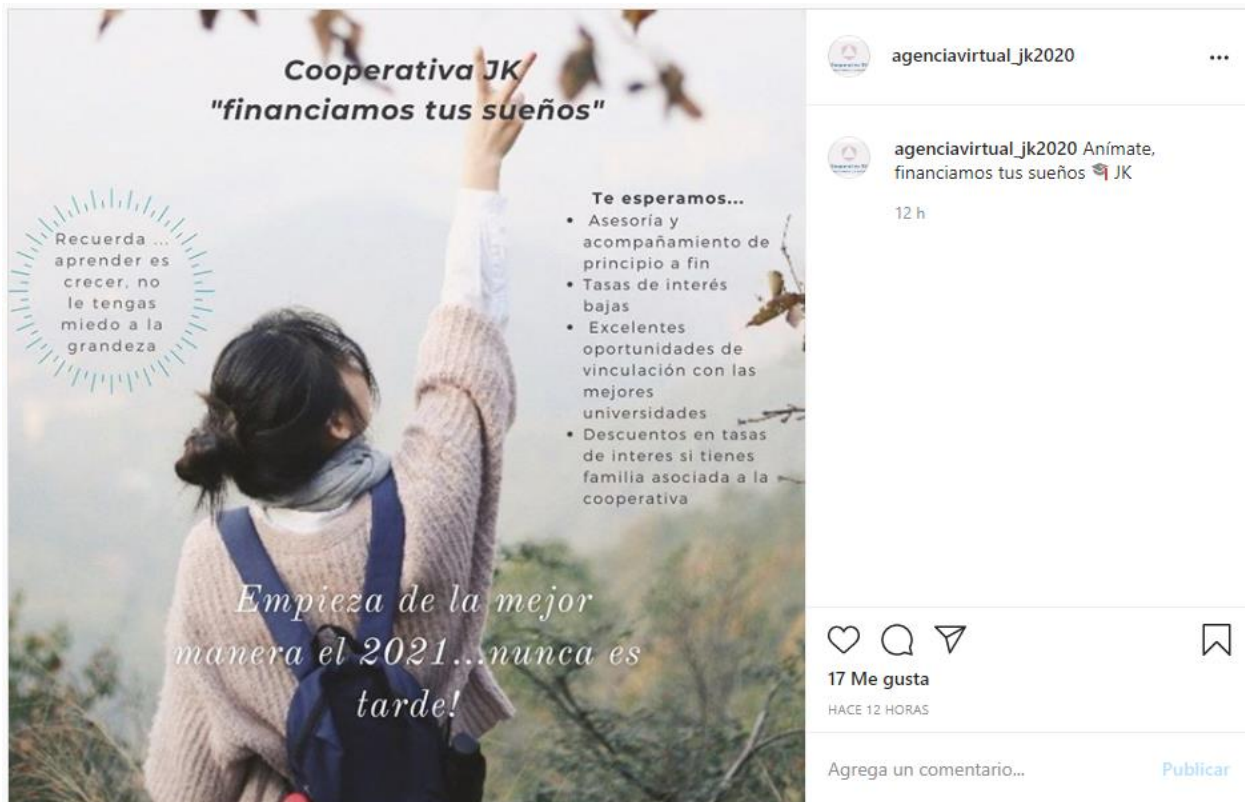 Cooperativa JK
"financiamos tus sueños"
Recuerda ...
aprender es
crecer, no
le tengas
miedo a la
grandeza
Te esperamos...
• Asesoría y
acompañamiento de
principio a fin
• Tasas de interés
bajas
• Excelentes
oportunidades de
vinculación con las
mejores
universidades
• Descuentos en tasas
de interes si tienes
familia asociada a la
cooperativa
Empieza de la mejor
manera el 2021...nunca es
tarde!
agenciavirtual_jk2020
agenciavirtual_jk2020 Anímate,
financiamos tus sueños 🎓 JK
12 h
17 Me gusta
HACE 12 HORAS
Agrega un comentario...
Publicar